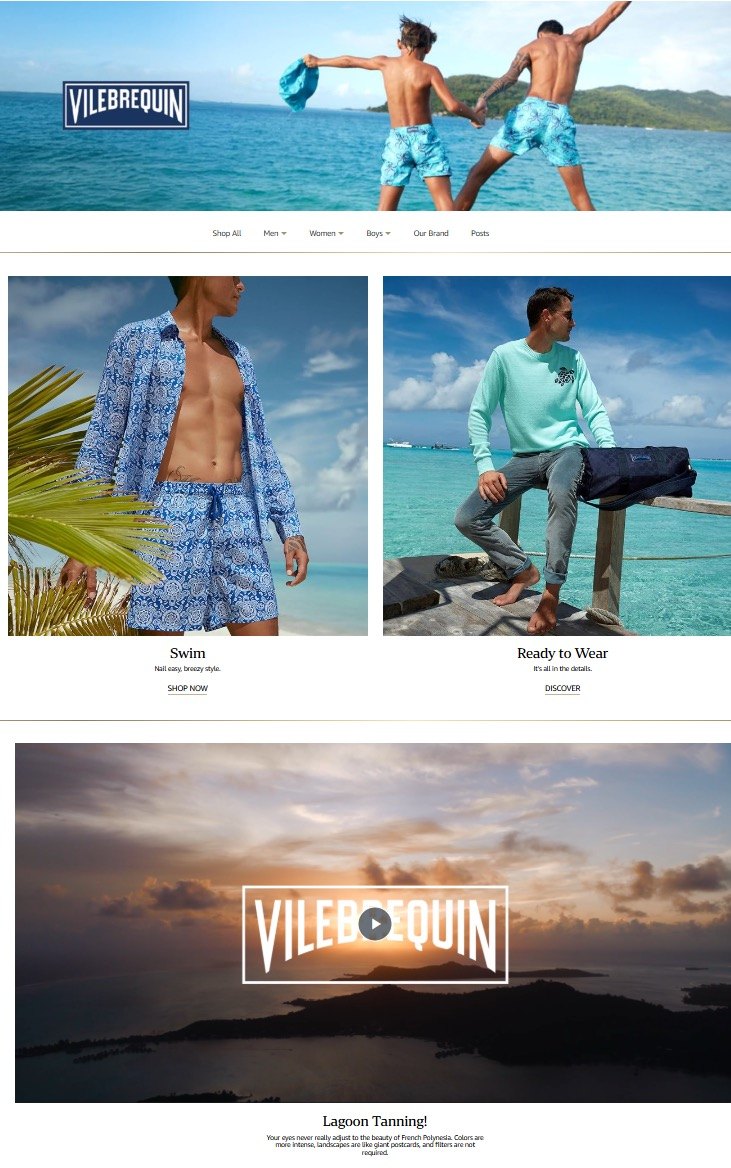 VILEBREQUIN
Shop All Men Women Boys Our Brand Posts
Swim
Nail easy, breezy style.
SHOP NOW
Ready to Wear
It's all in the details.
DISCOVER
VILEBREQUIN
Lagoon Tanning!
Your eyes never really adjust to the beauty of French Polynesia. Colors are
more intense, landscapes are like giant postcards, and filters are not
required.